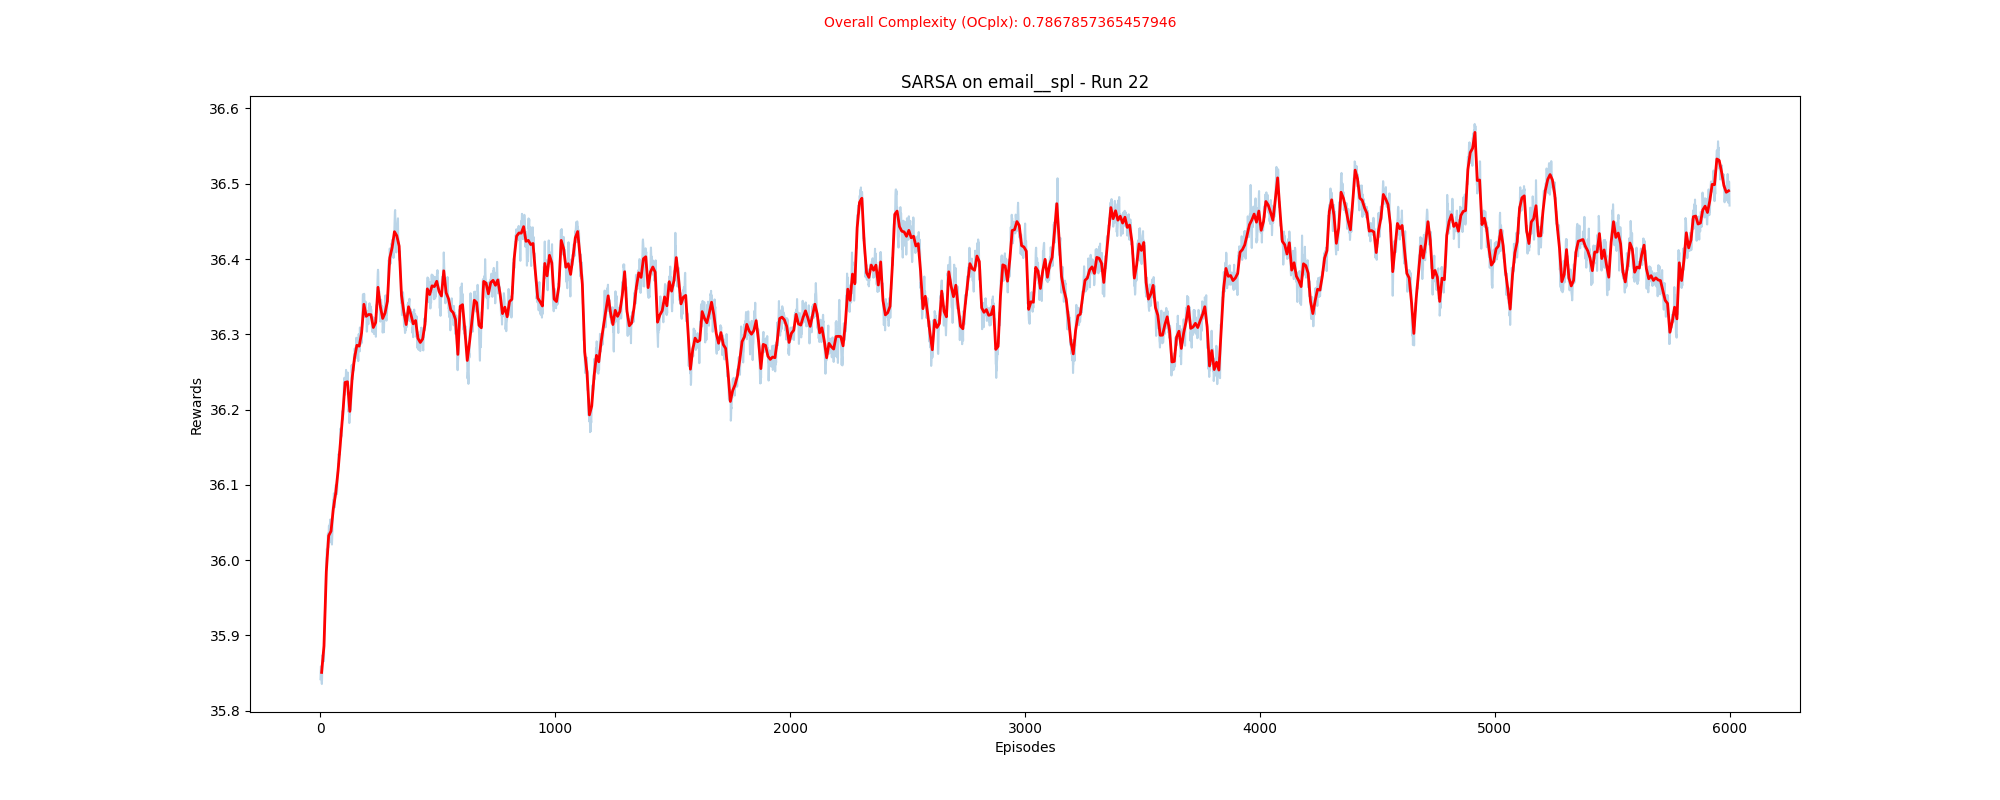 Overall Complexity (OCplx): 0.7867857365457946
SARSA on email__spl - Run 22
36.6
36.5
36.4
36.3
36.2
36.1
36.0
35.9
35.8
Rewards
0 1000 2000 3000 4000 5000 6000
Episodes